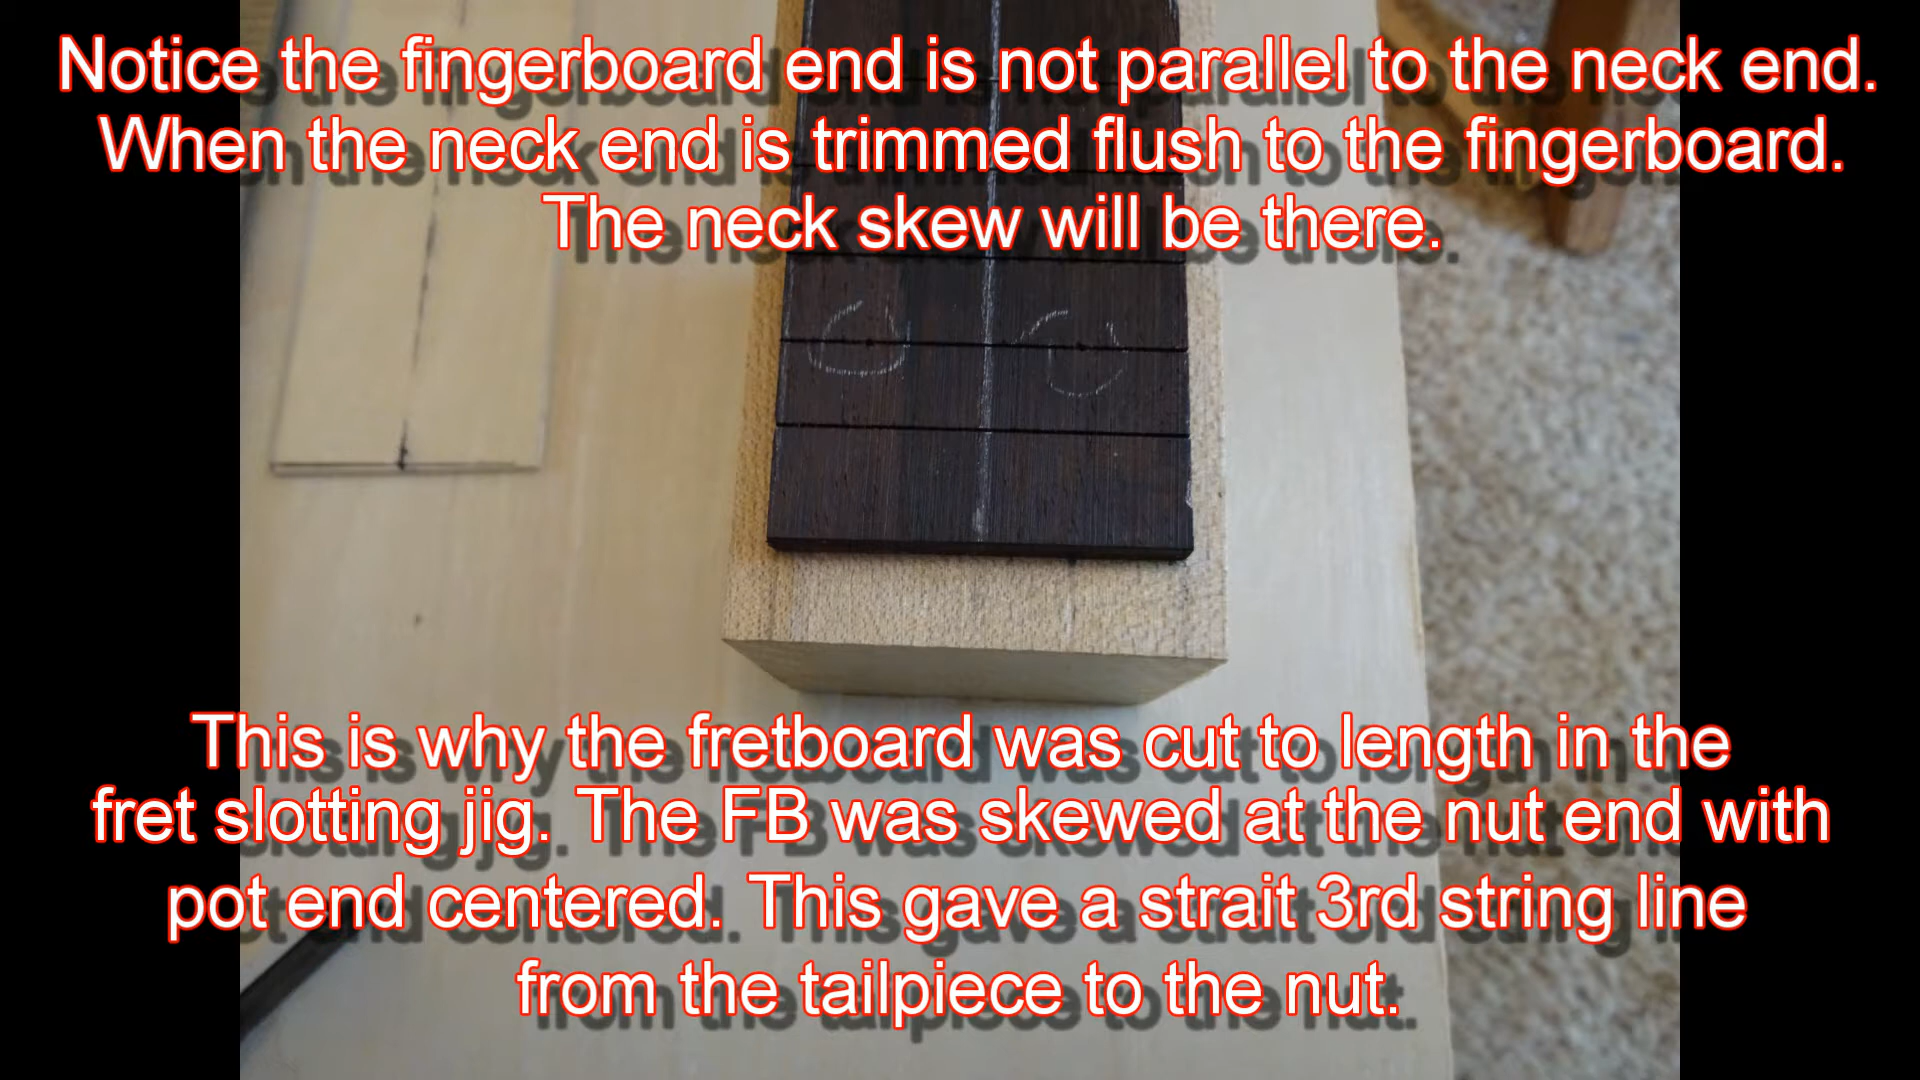 Notice the fingerboard end is not parallel to the neck end.
When the neck end is trimmed flush to the fingerboard.
The neck skew will be there.
This is why the fretboard was cut to length in the
fret slotting jig. The FB was skewed at the nut end with
pot end centered. This gave a strait 3rd string line
from the tailpiece to the nut.